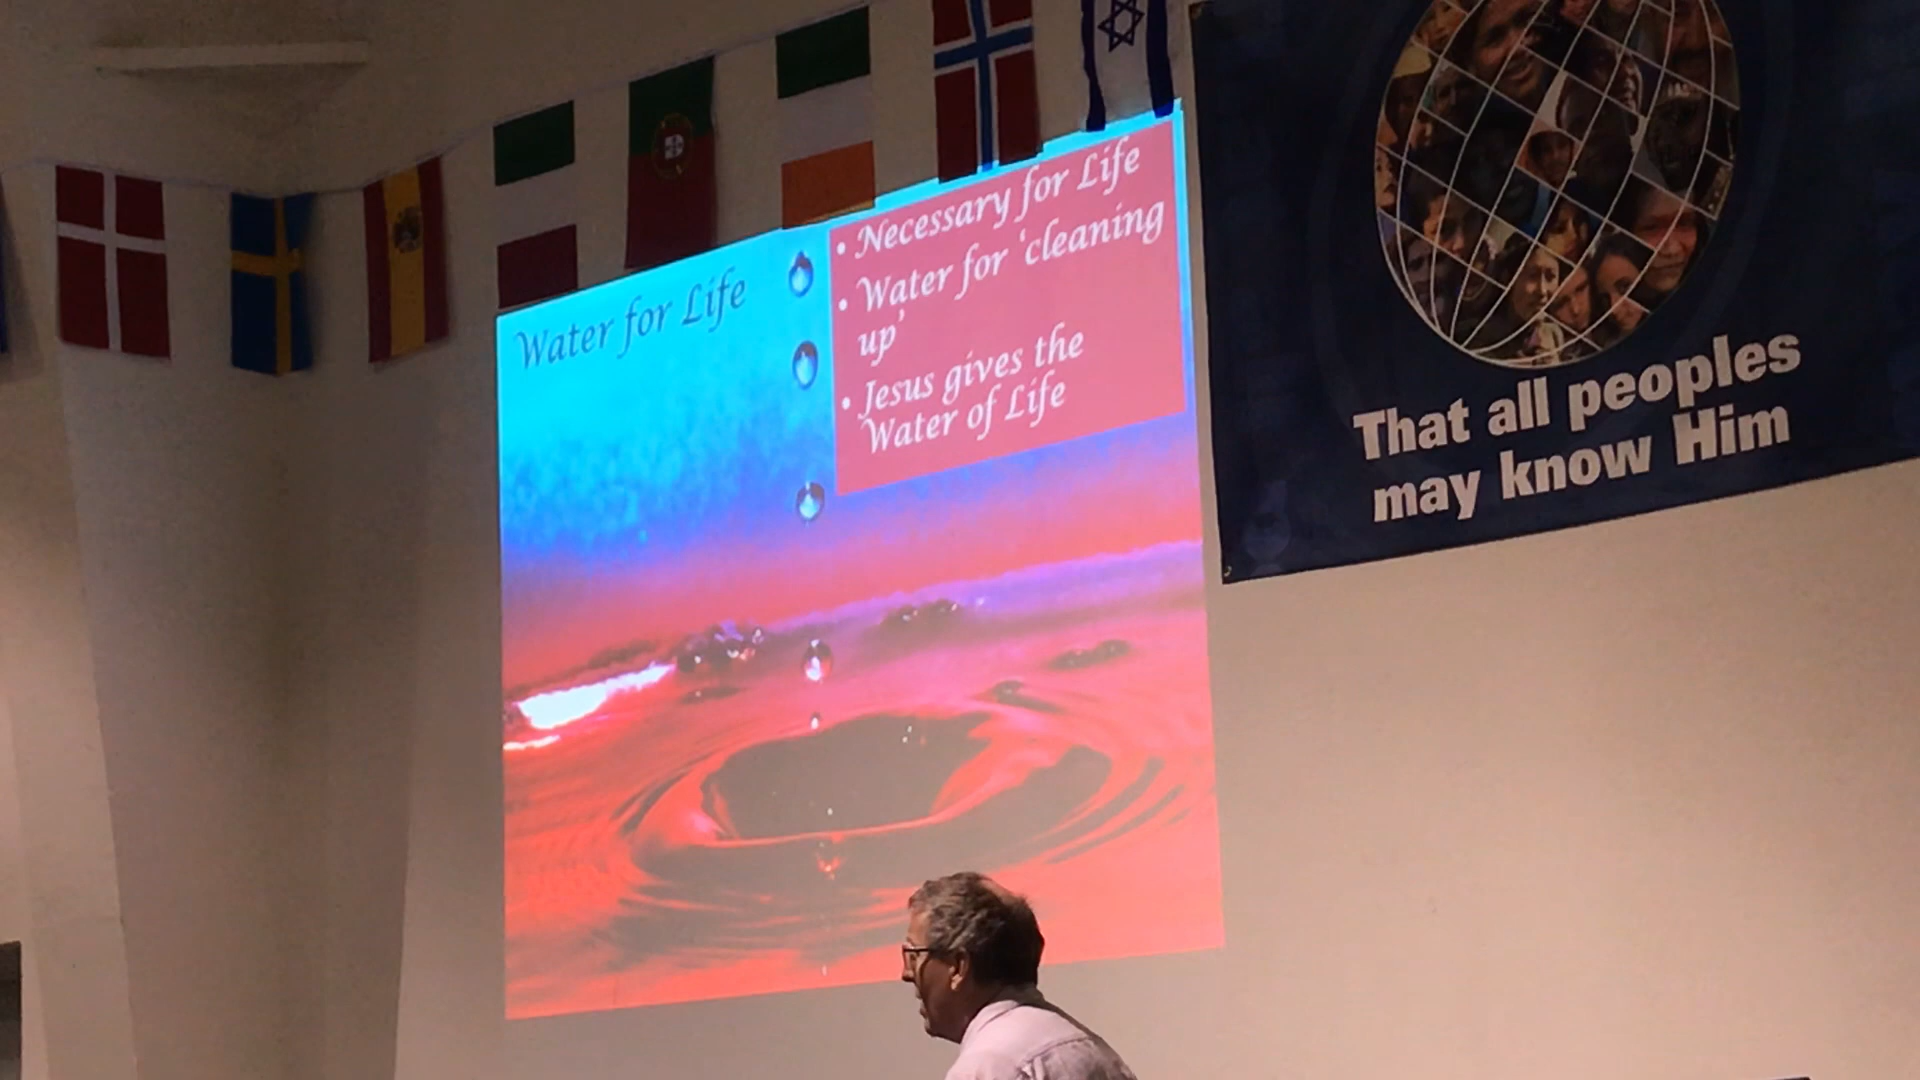 Water for Life
• Necessary for Life
• Water for ‘cleaning
up’
• Jesus gives the
Water of Life
That all peoples
may know Him